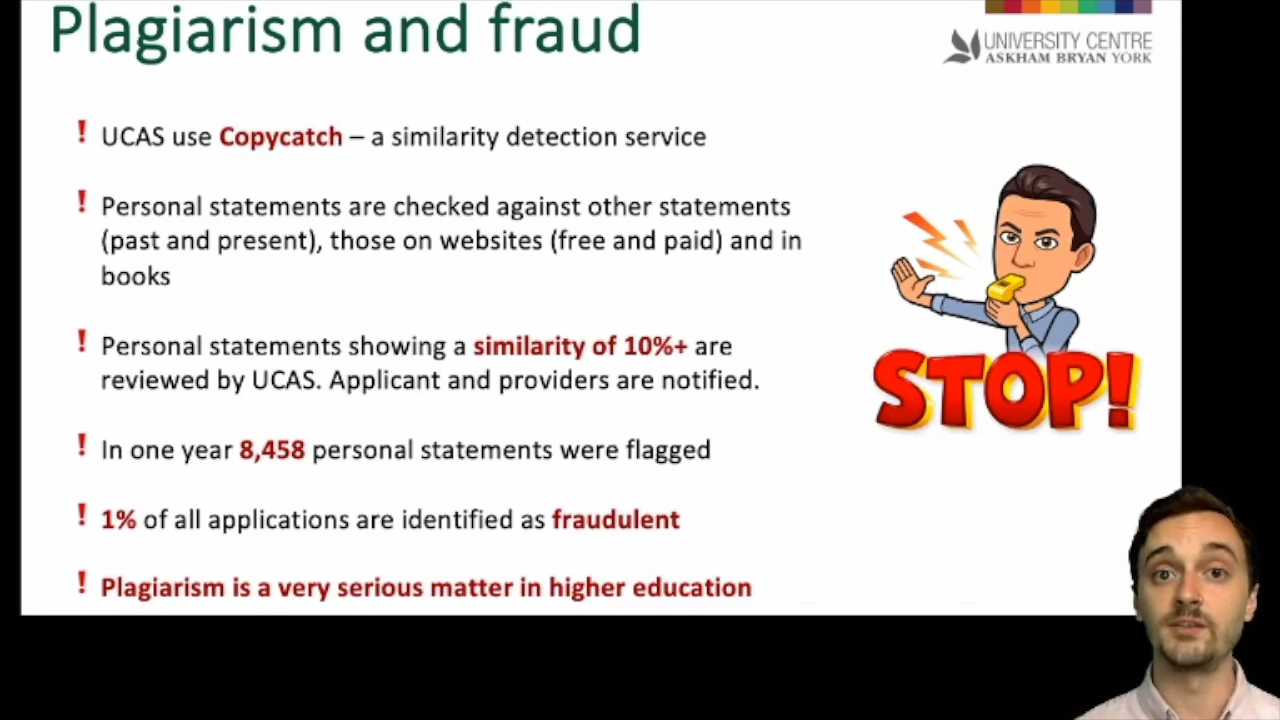 Plagiarism and fraud
UNIVERSITY CENTRE
ASKHAM BRYAN YORK
! UCAS use Copycatch – a similarity detection service
! Personal statements are checked against other statements
(past and present), those on websites (free and paid) and in
books
! Personal statements showing a similarity of 10%+ are
reviewed by UCAS. Applicant and providers are notified.
! In one year 8,458 personal statements were flagged
! 1% of all applications are identified as fraudulent
! Plagiarism is a very serious matter in higher education
STOP!